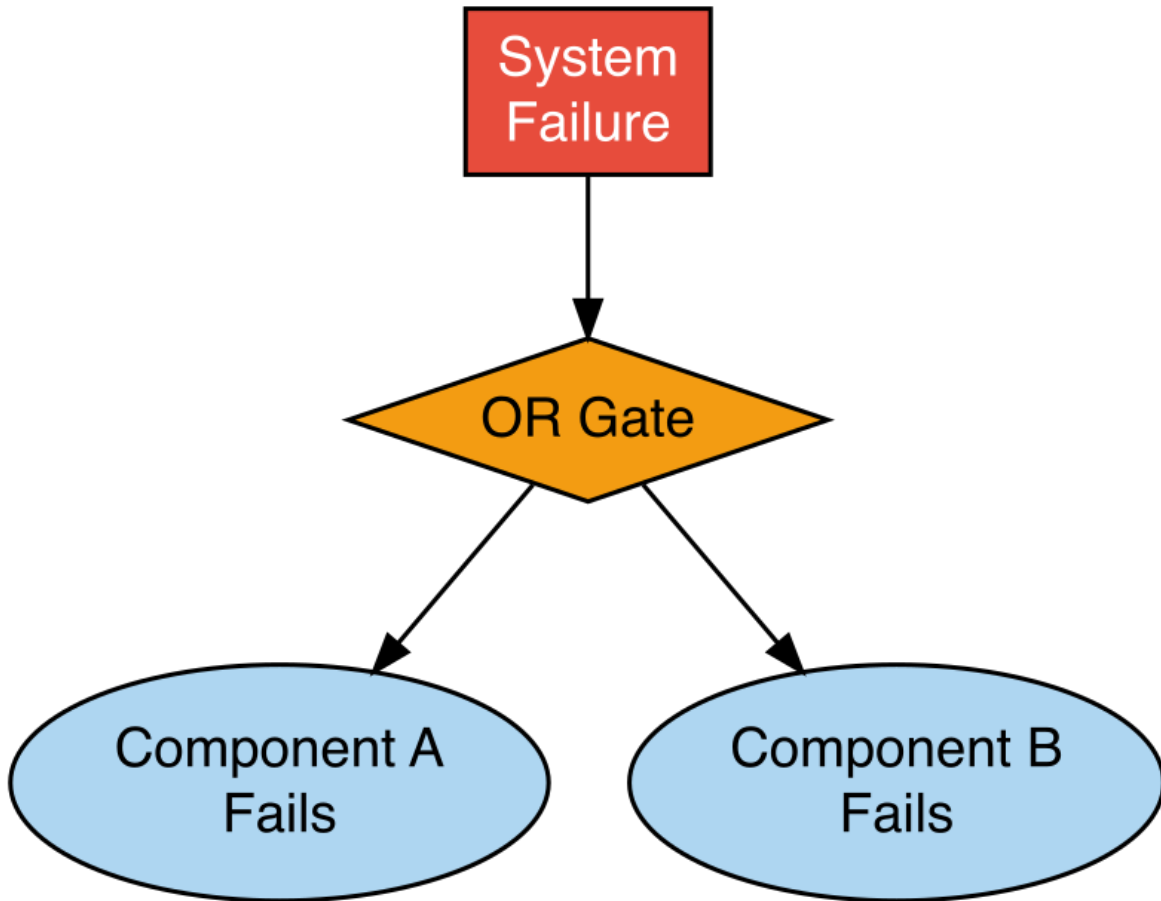 System
Failure
OR Gate
Component A
Fails
Component B
Fails